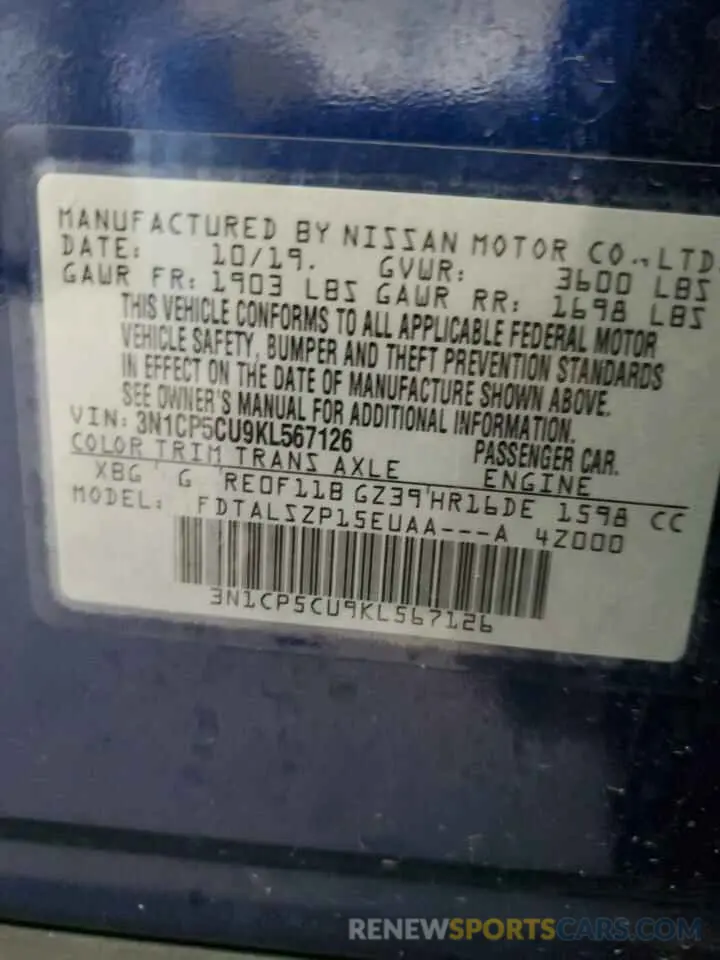 MANUFACTURED BY NISSAN MOTOR CO., LTD.
DATE: 10/19. GVWR: 3600 LBS
GAWR FR: 1903 LBS GAWR RR: 1698 LBS
THIS VEHICLE CONFORMS TO ALL APPLICABLE FEDERAL MOTOR
VEHICLE SAFETY, BUMPER AND THEFT PREVENTION STANDARDS
IN EFFECT ON THE DATE OF MANUFACTURE SHOWN ABOVE.
SEE OWNER'S MANUAL FOR ADDITIONAL INFORMATION.
VIN: 3N1CP5CU9KL567126 PASSENGER CAR.
COLOR TRIM TRANS AXLE ENGINE
XBG G RE0F11B GZ39 HR16DE 1598 CC
MODEL: FDTALSZP15EUAA---A 4Z000
3N1CP5CU9KL567126
RENEWSPORTSCARS.COM